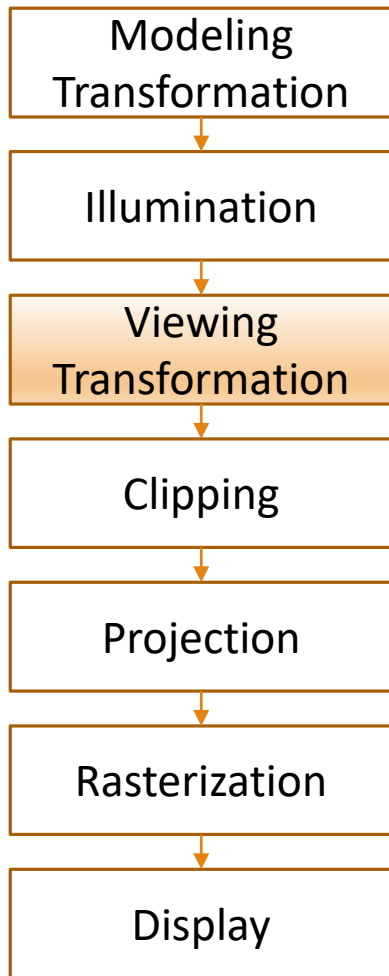 Modeling
Transformation
Illumination
Viewing
Transformation
Clipping
Projection
Rasterization
Display